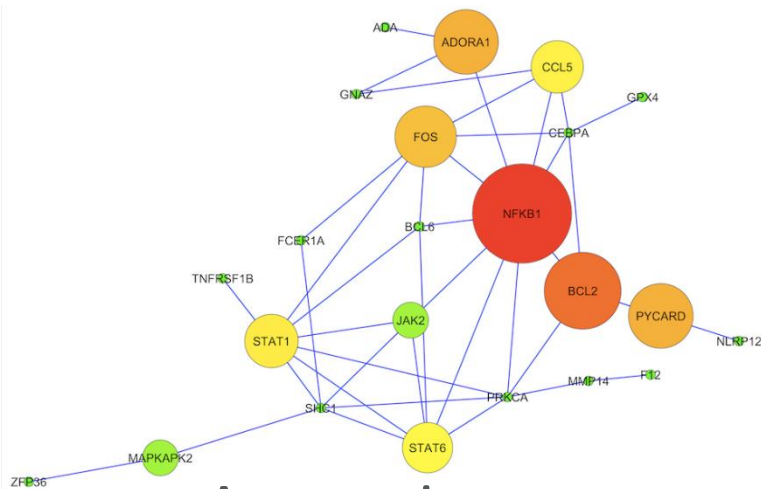 ADA
ADORA1
CCL5
GNAZ
GPX4
FOS
CEBPA
NFKB1
BCL6
FCER1A
TNFRSF1B
BCL2
PYCARD
JAK2
STAT1
NLRP12
F12
MMP14
PRKCA
SHC1
STAT6
MAPKAPK2
ZFP36